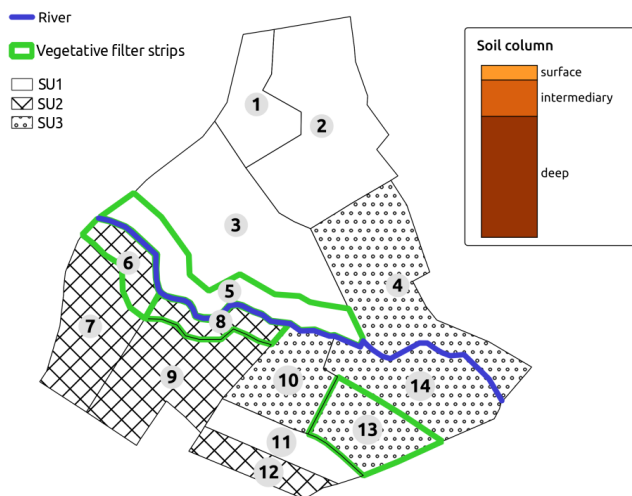 River
Vegetative filter strips
SU1
SU2
SU3
Soil column
surface
intermediary
deep
1
2
3
4
5
6
7
8
9
10
11
12
13
14